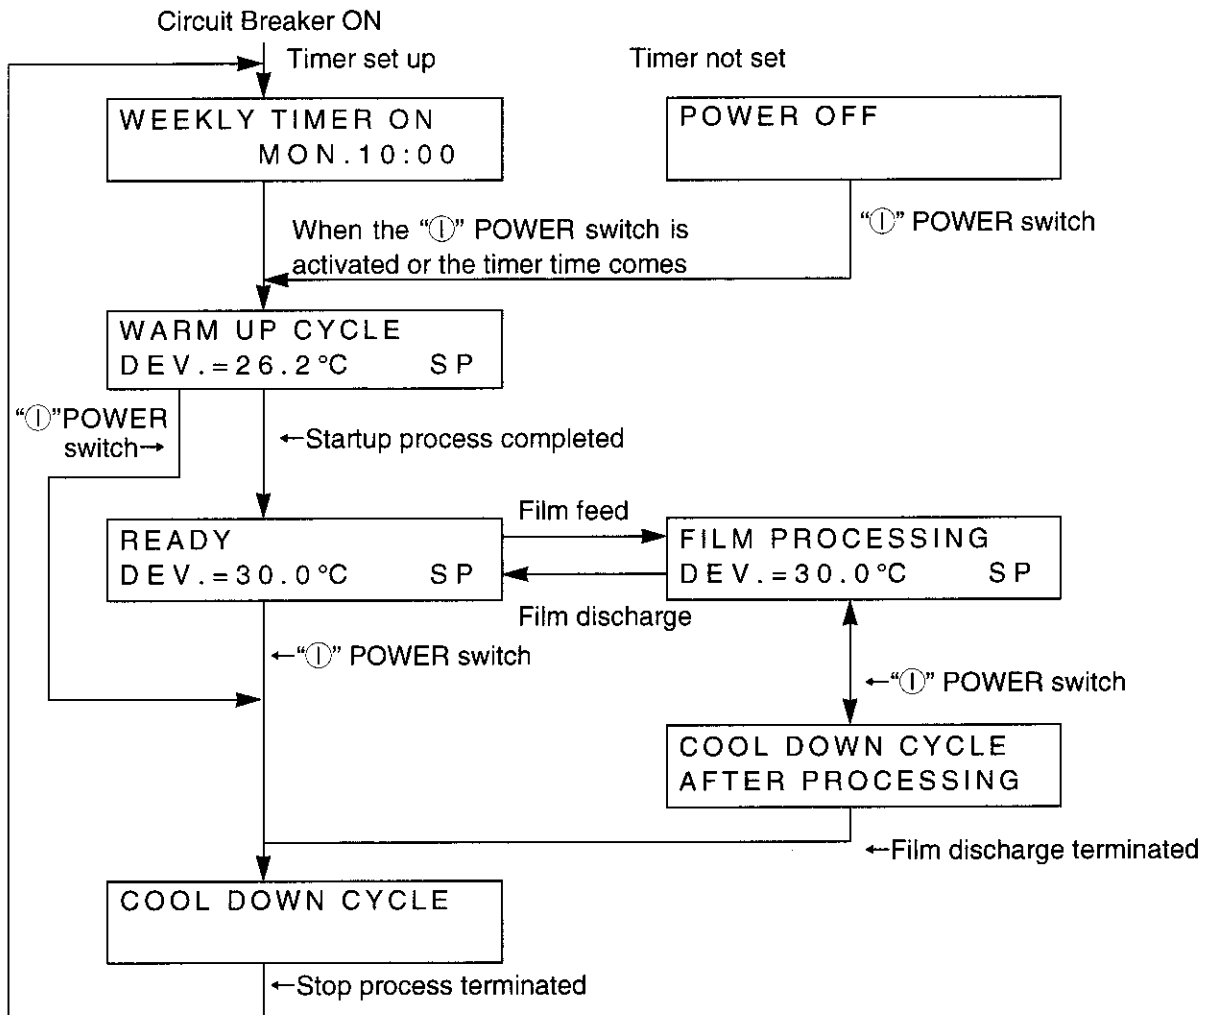 Circuit Breaker ON
Timer set up
Timer not set
WEEKLY TIMER ON
MON.10:00
POWER OFF
“Ⓘ” POWER switch
When the “Ⓘ” POWER switch is
activated or the timer time comes
WARM UP CYCLE
DEV.=26.2°C SP
“Ⓘ”POWER
switch→
←Startup process completed
READY
DEV.=30.0°C SP
Film feed
FILM PROCESSING
DEV.=30.0°C SP
Film discharge
←“Ⓘ” POWER switch
←“Ⓘ” POWER switch
COOL DOWN CYCLE
AFTER PROCESSING
←Film discharge terminated
COOL DOWN CYCLE
←Stop process terminated